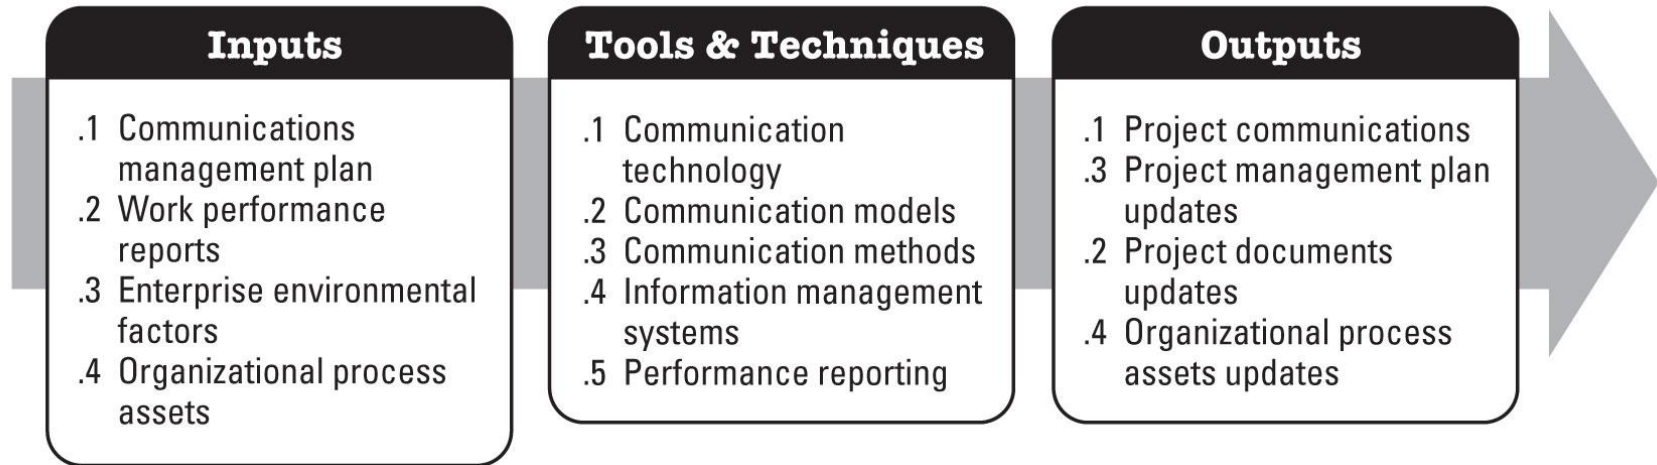 Inputs
.1 Communications
management plan
.2 Work performance
reports
.3 Enterprise environmental
factors
.4 Organizational process
assets
Tools & Techniques
.1 Communication
technology
.2 Communication models
.3 Communication methods
.4 Information management
systems
.5 Performance reporting
Outputs
.1 Project communications
.3 Project management plan
updates
.2 Project documents
updates
.4 Organizational process
assets updates